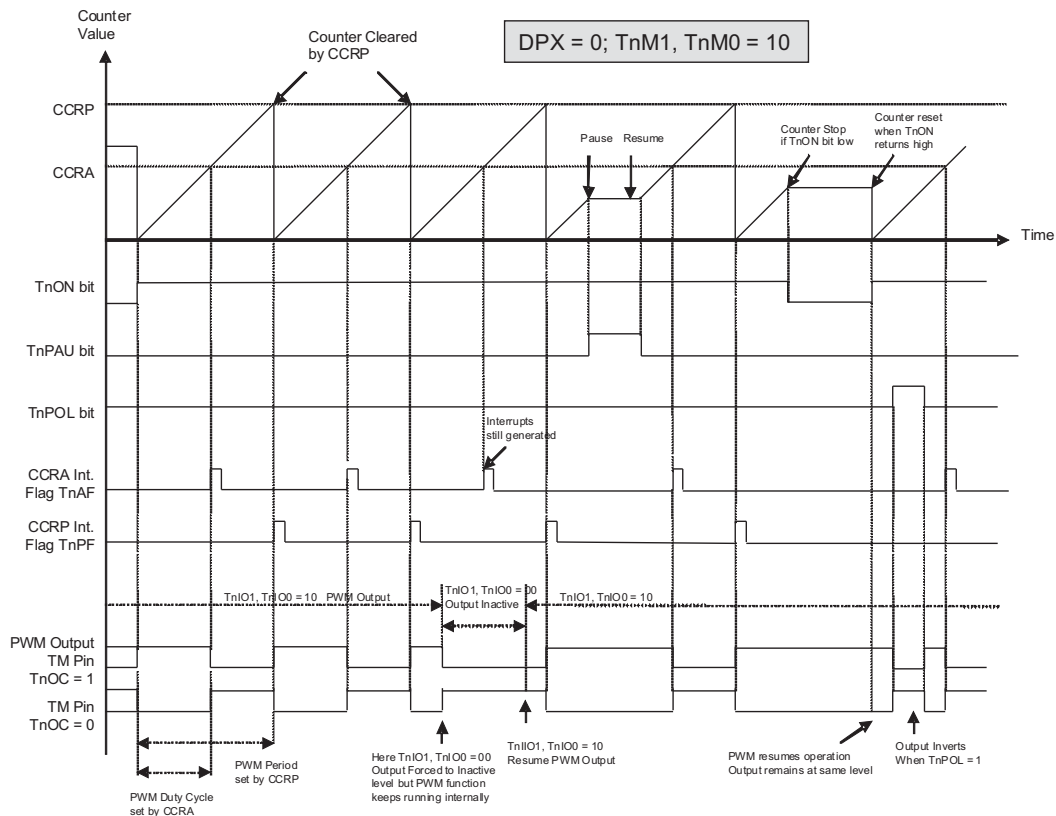 Counter
Value
Counter Cleared
by CCRP
DPX = 0; TnM1, TnM0 = 10
CCRP
CCRA
Pause
Resume
Counter Stop
if TnON bit low
Counter reset
when TnON
returns high
Time
TnON bit
TnPAU bit
TnPOL bit
Interrupts
still generated
CCRA Int.
Flag TnAF
CCRP Int.
Flag TnPF
TnIO1, TnIO0 = 10 PWM Output
TnIO1, TnIO0 = 00
Output Inactive
TnIO1, TnIO0 = 10
PWM Output
TM Pin
TnOC = 1
TM Pin
TnOC = 0
PWM Period
set by CCRP
PWM Duty Cycle
set by CCRA
Here TnIO1, TnIO0 = 00
Output Forced to Inactive
level but PWM function
keeps running internally
TnIIO1, TnIO0 = 10
Resume PWM Output
PWM resumes operation
Output remains at same level
Output Inverts
When TnPOL = 1